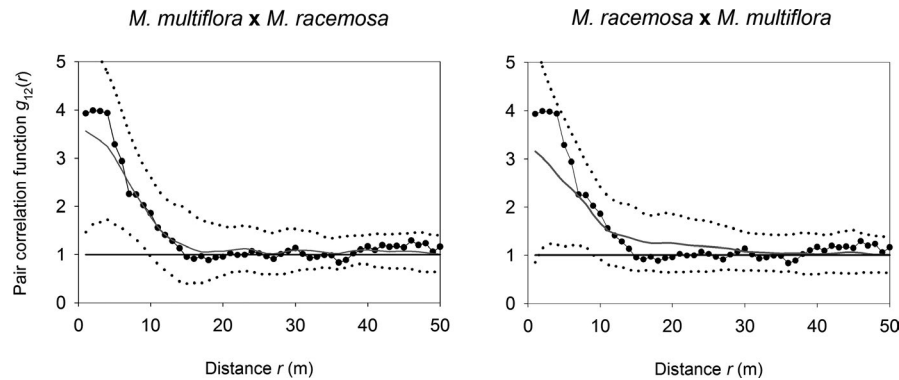 M. multiflora x M. racemosa
Pair correlation function g12(r)
5
4
3
2
1
0
0 10 20 30 40 50
Distance r (m)
M. racemosa x M. multiflora
5
4
3
2
1
0
0 10 20 30 40 50
Distance r (m)